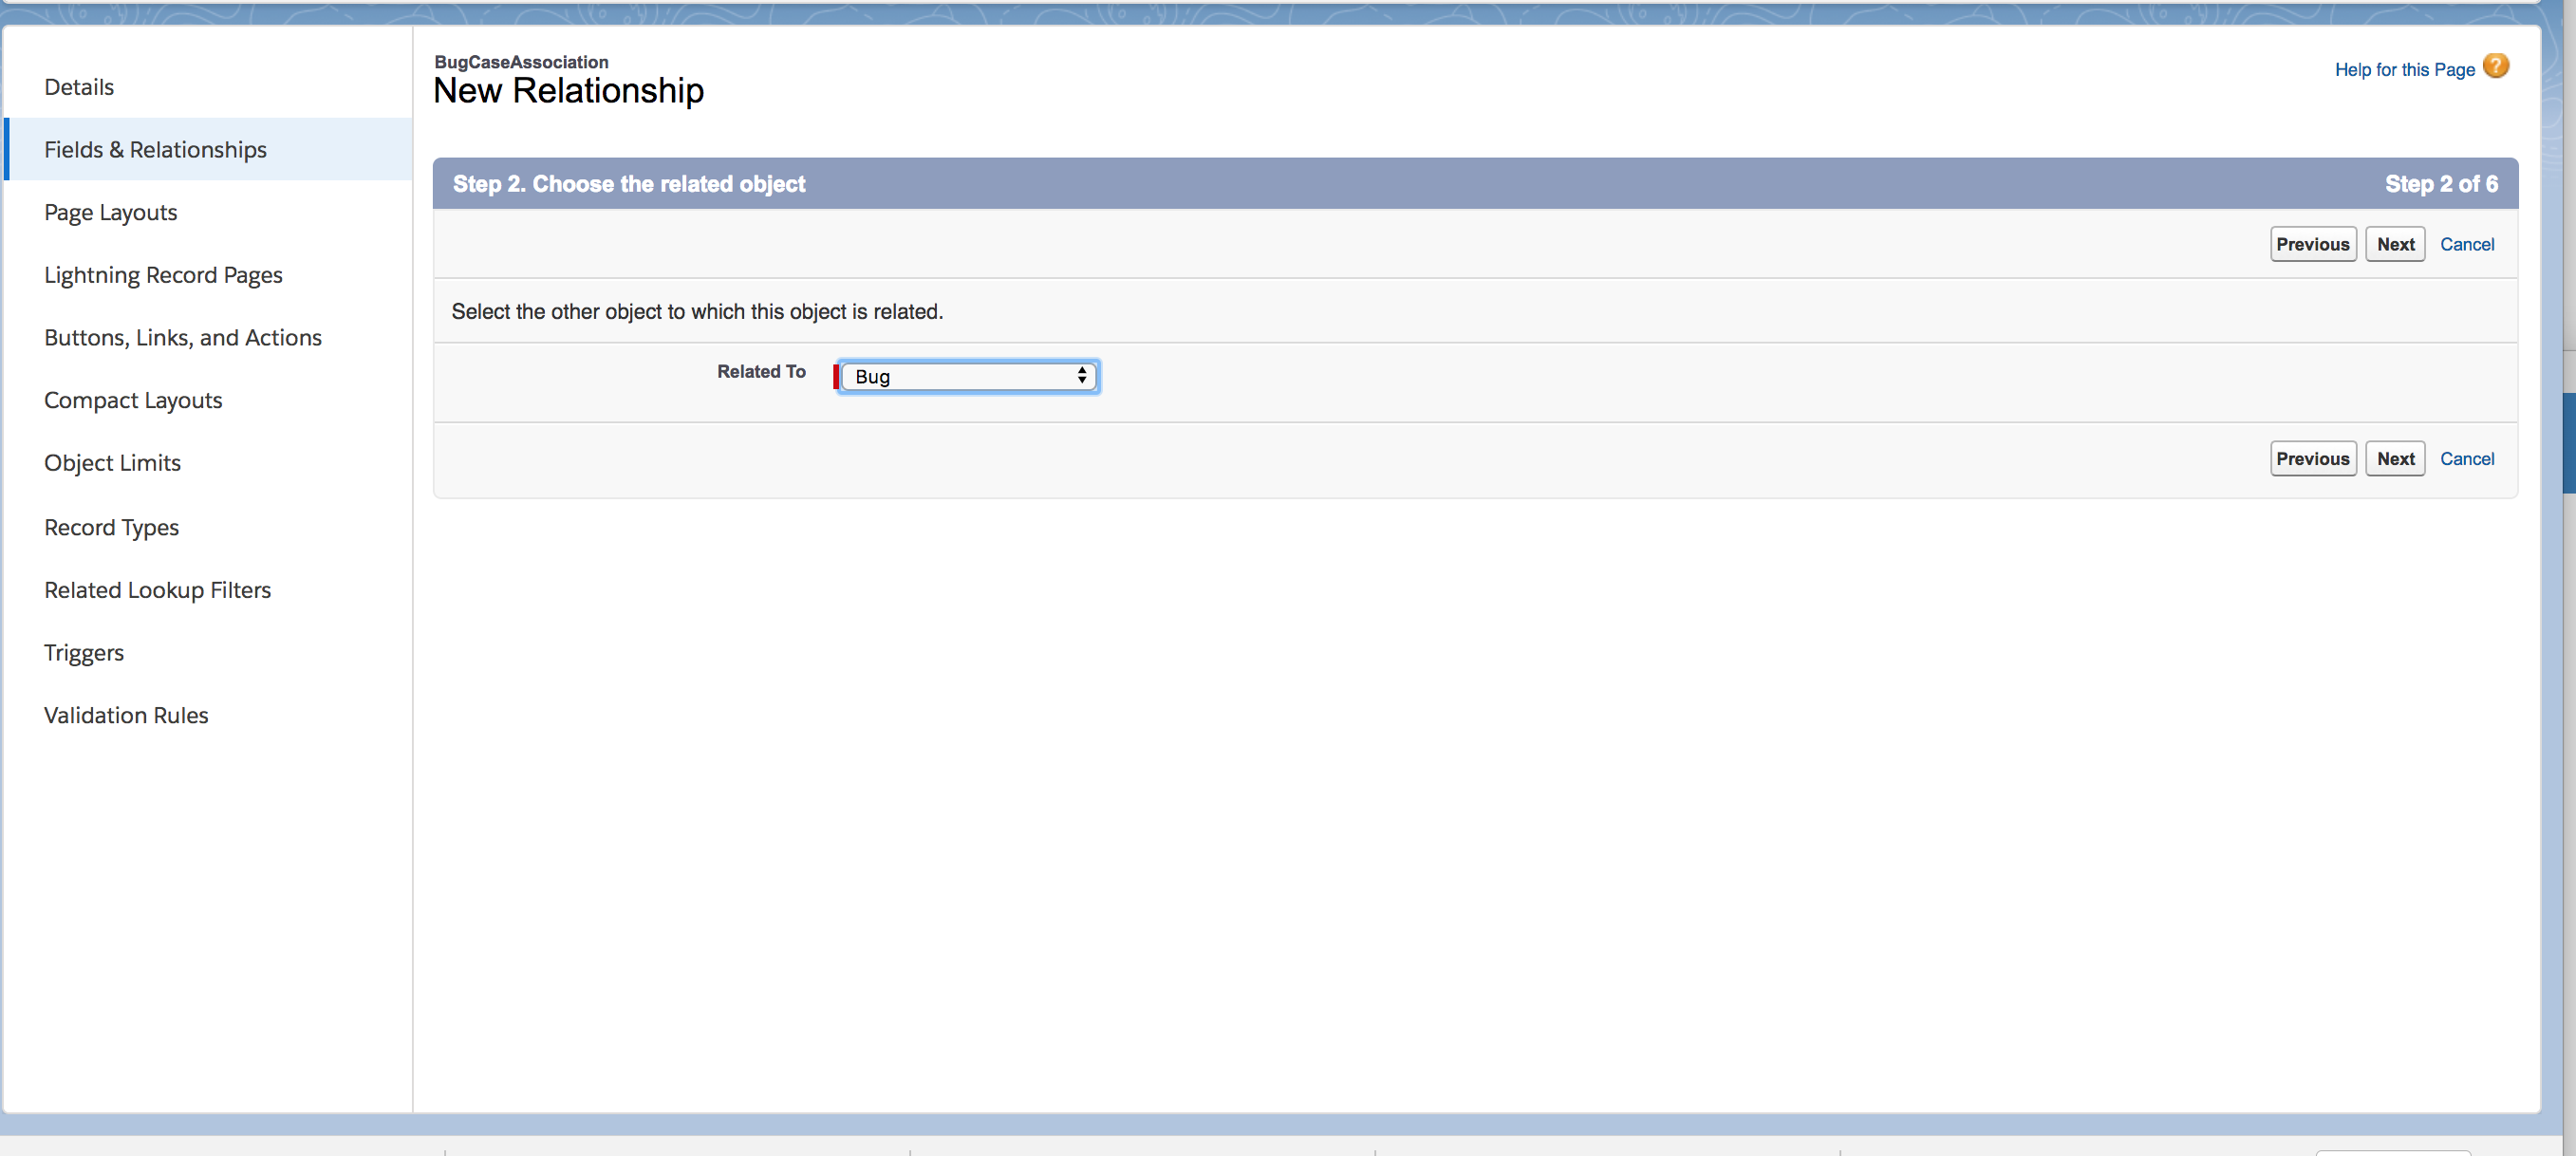 Details
Fields & Relationships
Page Layouts
Lightning Record Pages
Buttons, Links, and Actions
Compact Layouts
Object Limits
Record Types
Related Lookup Filters
Triggers
Validation Rules
BugCaseAssociation
New Relationship
Help for this Page ?
Step 2. Choose the related object Step 2 of 6
Previous Next Cancel
Select the other object to which this object is related.
Related To Bug
Previous Next Cancel